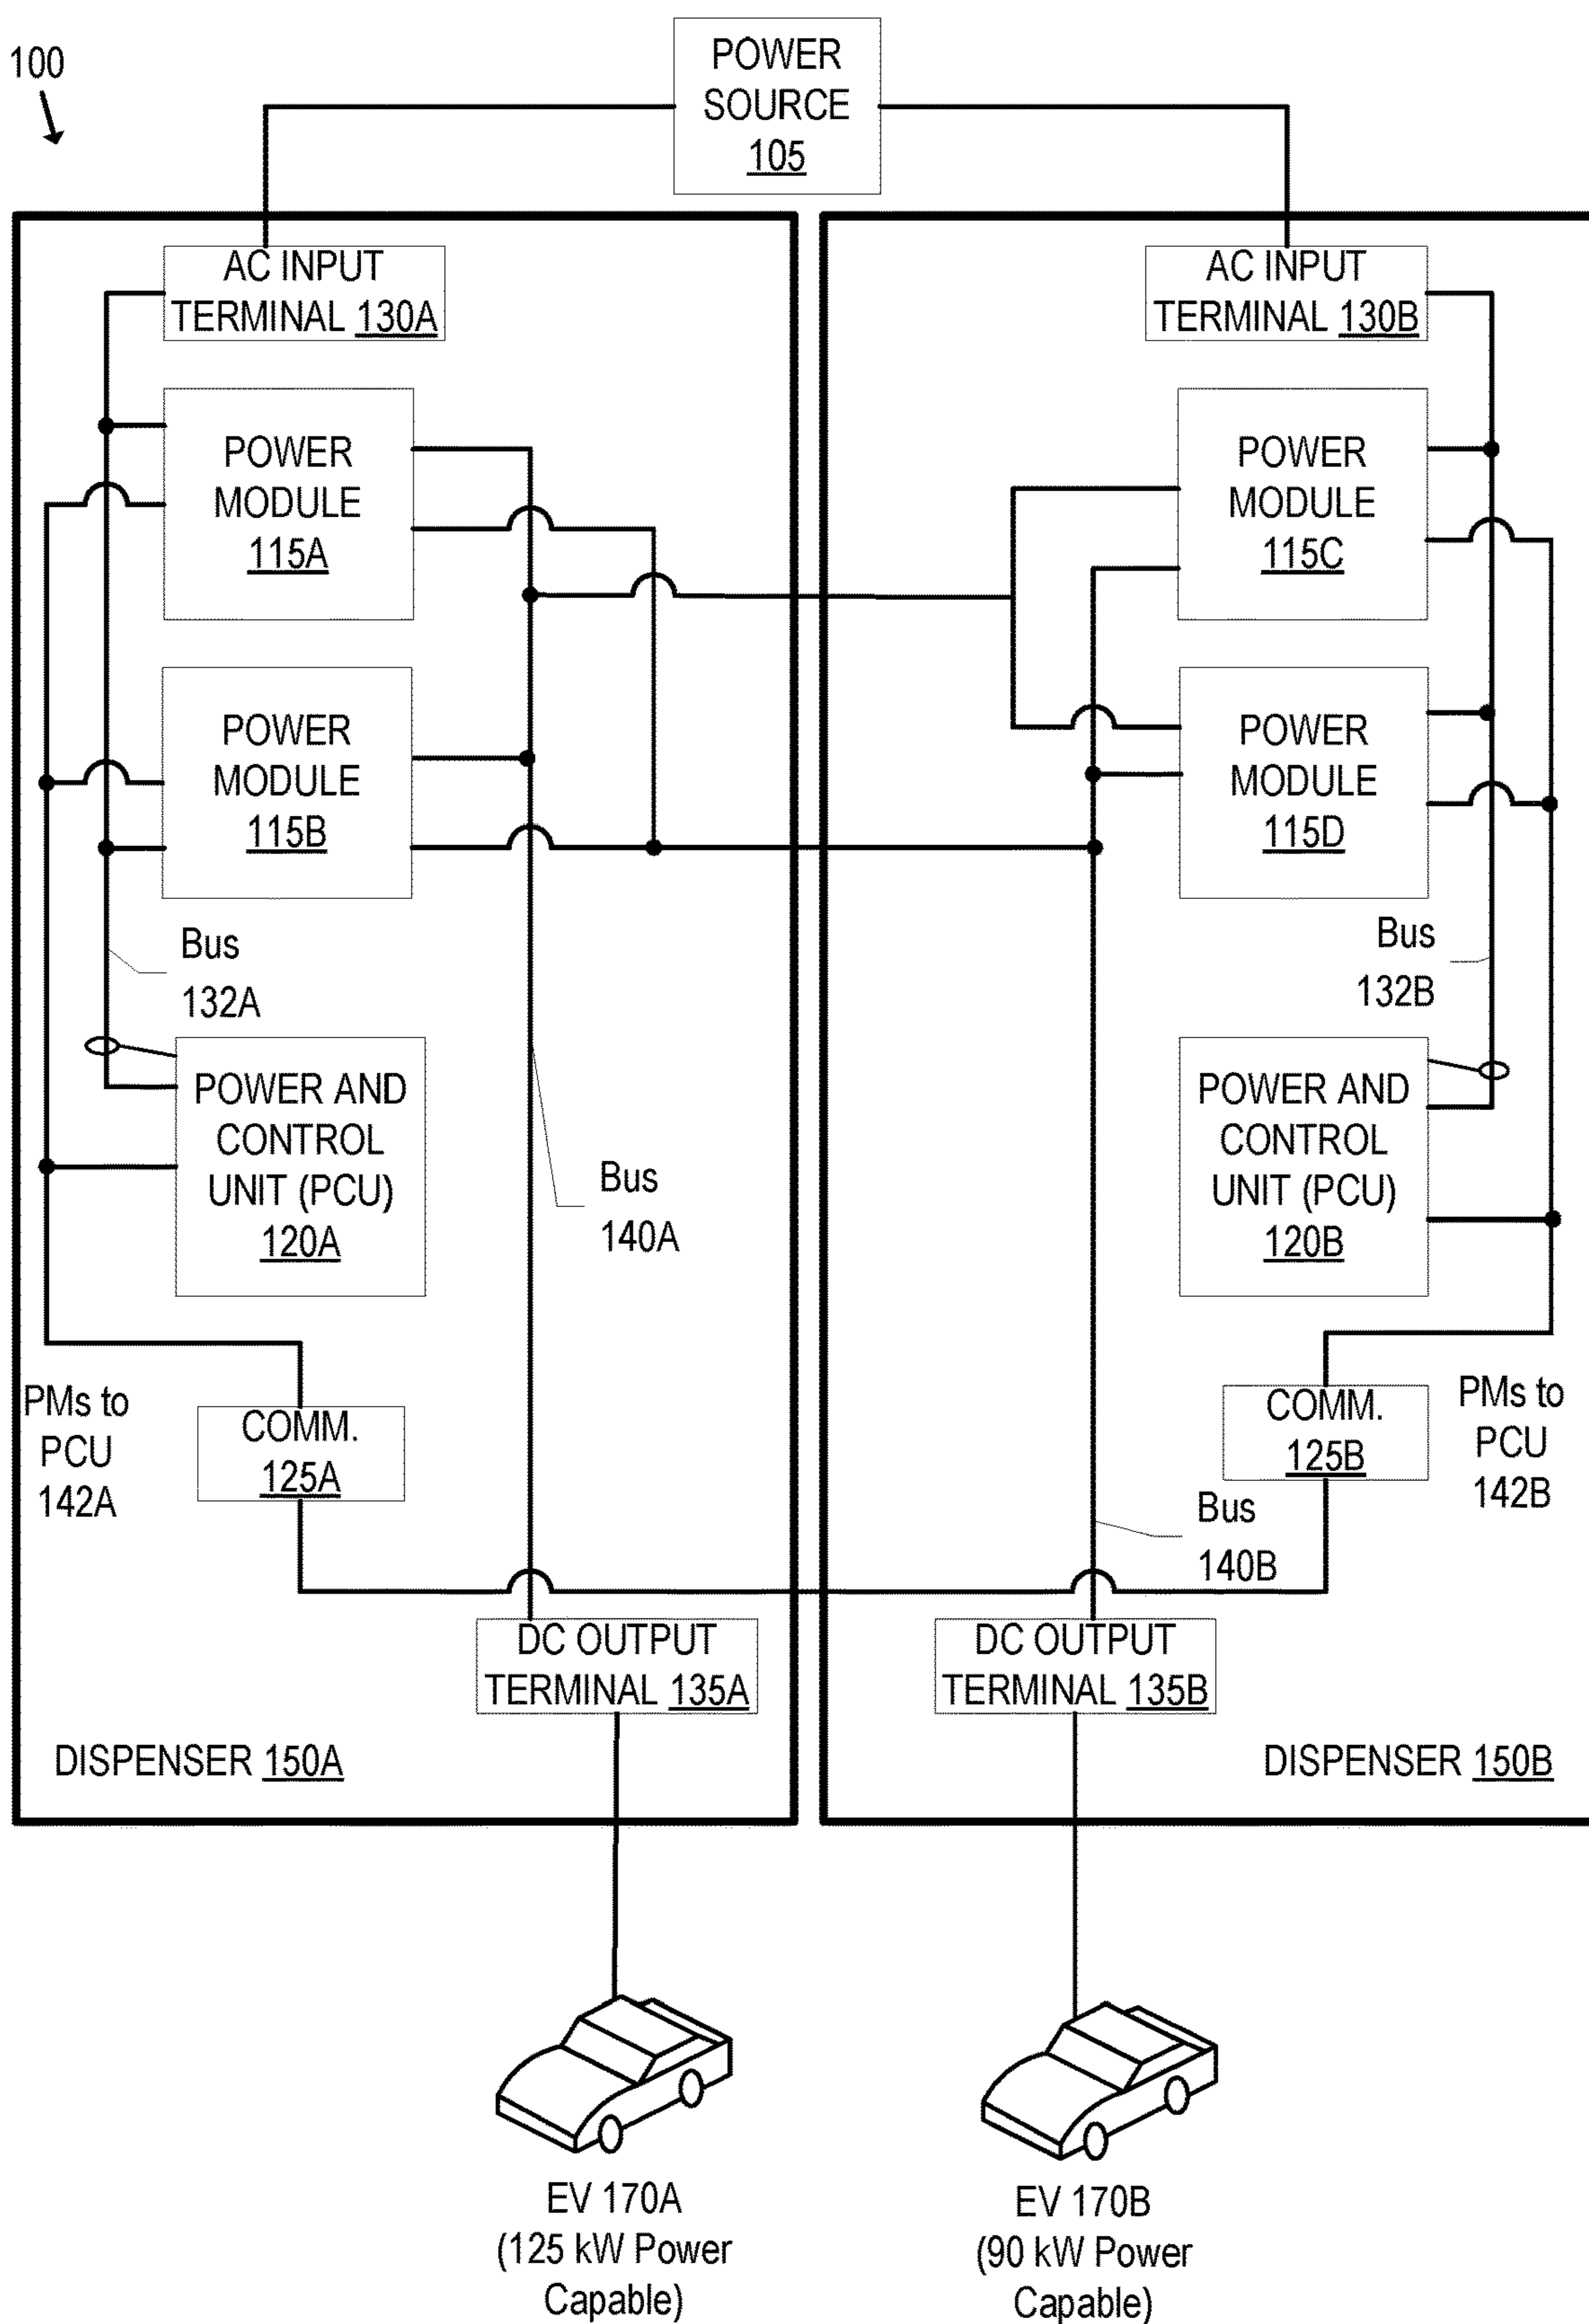 100
POWER
SOURCE
105
AC INPUT
TERMINAL 130A
AC INPUT
TERMINAL 130B
POWER
MODULE
115A
POWER
MODULE
115C
POWER
MODULE
115B
POWER
MODULE
115D
Bus
132A
Bus
132B
POWER AND
CONTROL
UNIT (PCU)
120A
Bus
140A
POWER AND
CONTROL
UNIT (PCU)
120B
PMs to
PCU
142A
COMM.
125A
COMM.
125B
PMs to
PCU
142B
Bus
140B
DC OUTPUT
TERMINAL 135A
DC OUTPUT
TERMINAL 135B
DISPENSER 150A
DISPENSER 150B
EV 170A
(125 kW Power
Capable)
EV 170B
(90 kW Power
Capable)